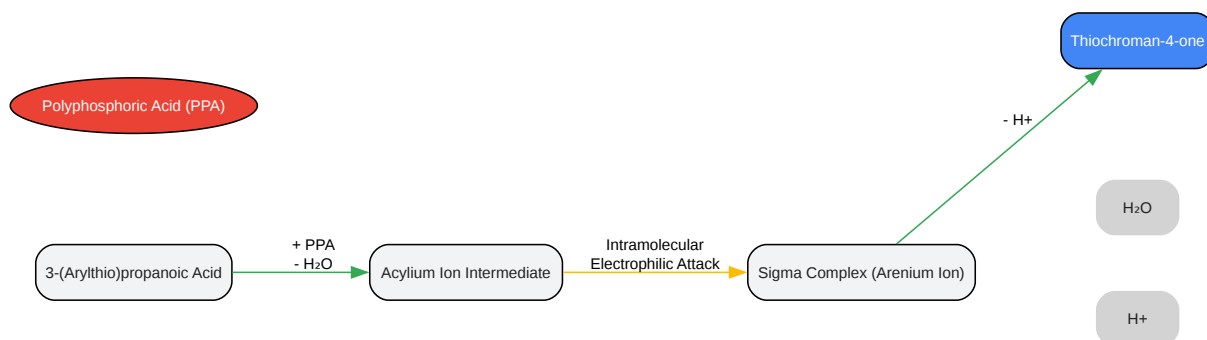 Thiochroman-4-one
Polyphosphoric Acid (PPA)
- H+
H₂O
+ PPA
- H₂O
Intramolecular
Electrophilic Attack
3-(Arylthio)propanoic Acid
Acylium Ion Intermediate
Sigma Complex (Arenium Ion)
H+